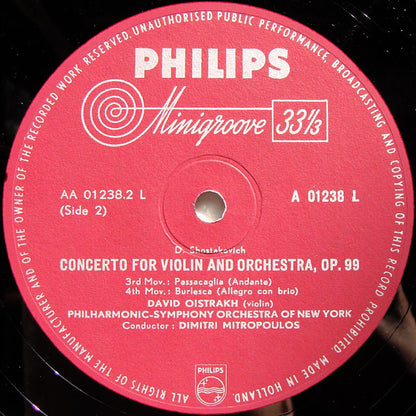 ALL RIGHTS OF THE MANUFACTURER AND OF THE OWNER OF THE RECORDED WORK RESERVED. UNAUTHORISED PUBLIC PERFORMANCE, BROADCASTING AND COPYING OF THIS RECORD PROHIBITED. MADE IN HOLLAND.
PHILIPS
Minigroove 33⅓
AA 01238.2 L
(Side 2)
A 01238 L
D. Shostakovich
CONCERTO FOR VIOLIN AND ORCHESTRA, OP. 99
3rd Mov.: Passacaglia (Andante)
4th Mov.: Burlesca (Allegro con brio)
DAVID OISTRAKH (violin)
PHILHARMONIC-SYMPHONY ORCHESTRA OF NEW YORK
Conductor : DIMITRI MITROPOULOS
PHILIPS